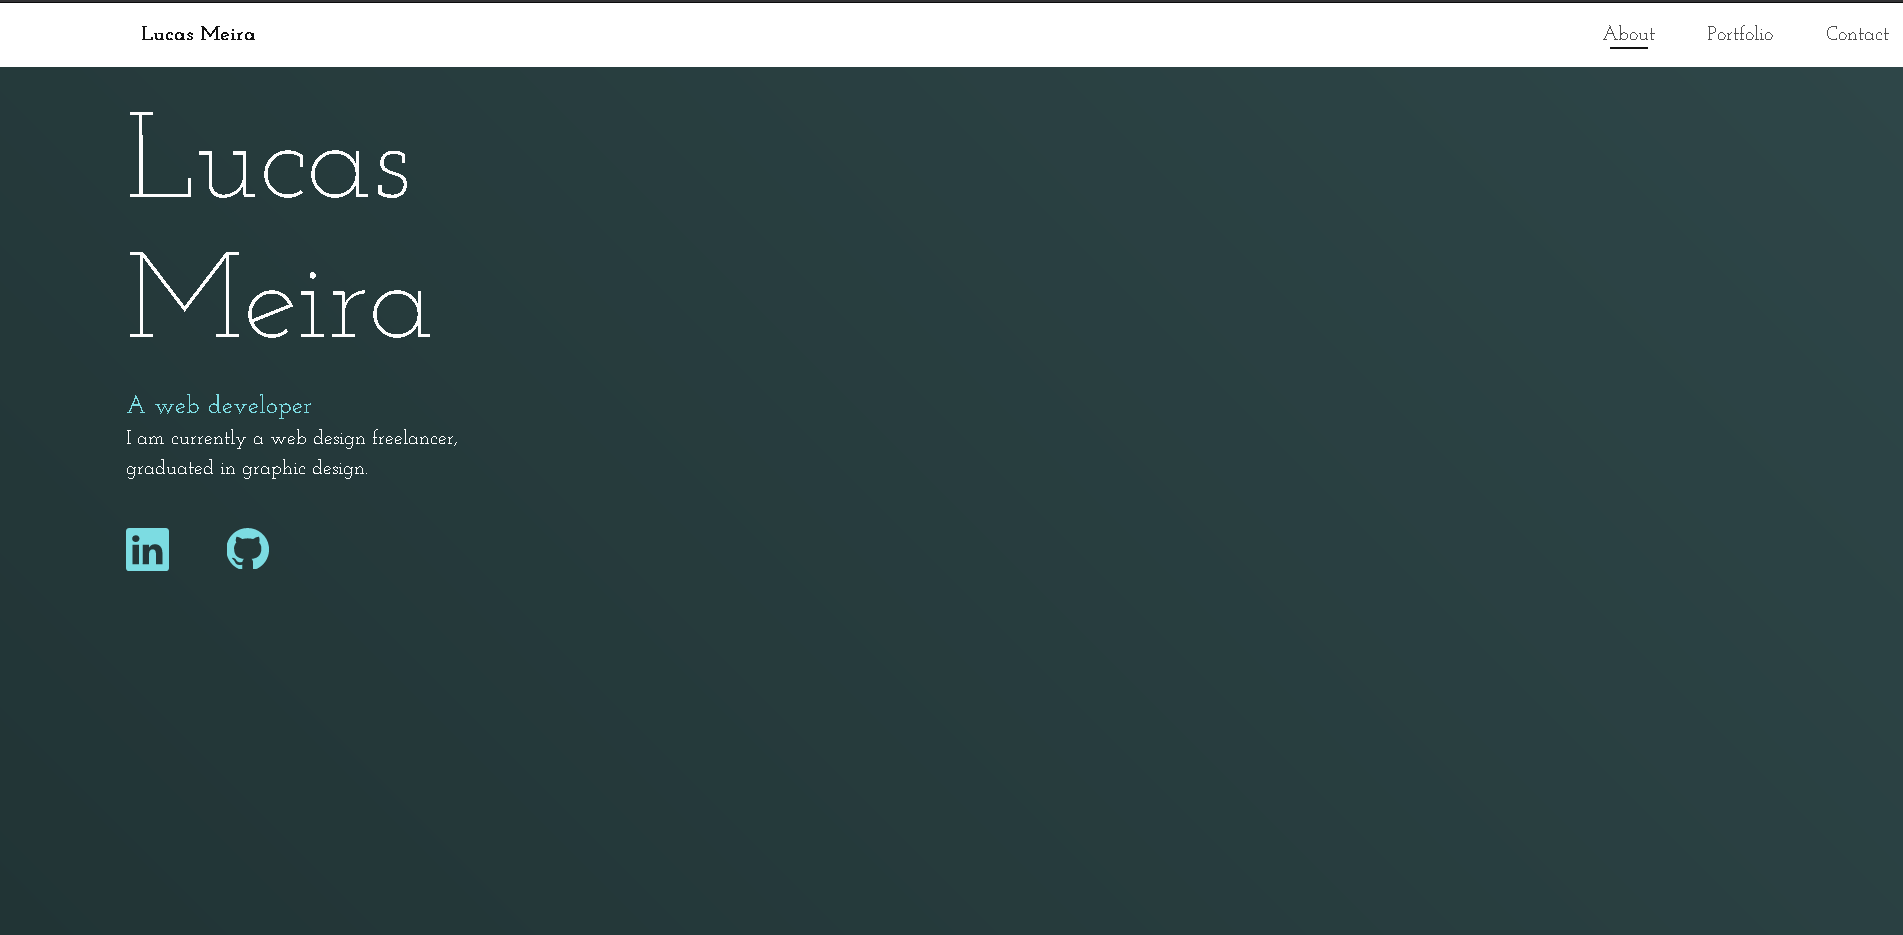 Lucas Meira
About Portfolio Contact
Lucas
Meira
A web developer
I am currently a web design freelancer,
graduated in graphic design.
in